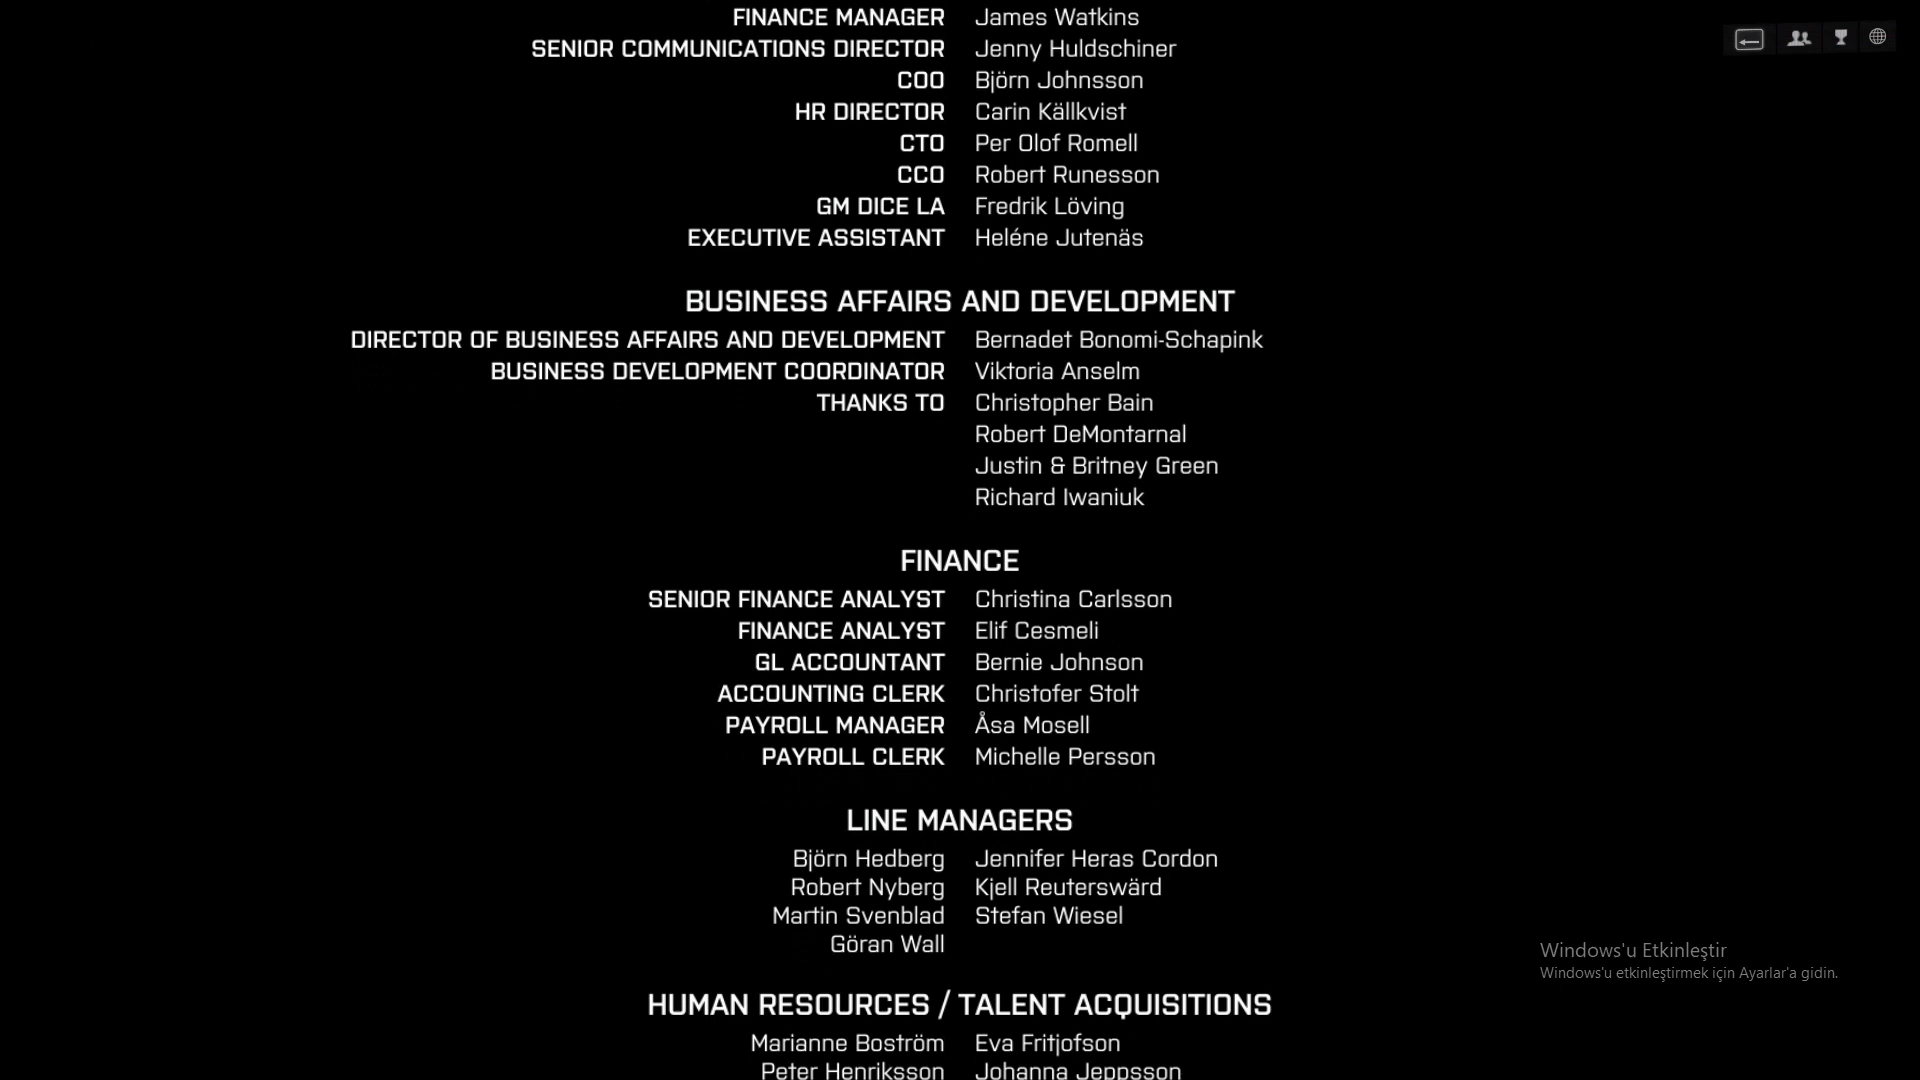 FINANCE MANAGER James Watkins
SENIOR COMMUNICATIONS DIRECTOR Jenny Huldschiner
COO Björn Johnsson
HR DIRECTOR Carin Källkvist
CTO Per Olof Romell
CCO Robert Runesson
GM DICE LA Fredrik Löving
EXECUTIVE ASSISTANT Heléne Jutenäs
BUSINESS AFFAIRS AND DEVELOPMENT
DIRECTOR OF BUSINESS AFFAIRS AND DEVELOPMENT Bernadet Bonomi-Schapink
BUSINESS DEVELOPMENT COORDINATOR Viktoria Anselm
THANKS TO Christopher Bain
Robert DeMontarnal
Justin & Britney Green
Richard Iwaniuk
FINANCE
SENIOR FINANCE ANALYST Christina Carlsson
FINANCE ANALYST Elif Cesmeli
GL ACCOUNTANT Bernie Johnson
ACCOUNTING CLERK Christofer Stolt
PAYROLL MANAGER Åsa Mosell
PAYROLL CLERK Michelle Persson
LINE MANAGERS
Björn Hedberg Jennifer Heras Cordon
Robert Nyberg Kjell Reuterswärd
Martin Svenblad Stefan Wiesel
Göran Wall
Windows'u Etkinleştir
Windows'u etkinleştirmek için Ayarlar'a gidin.
HUMAN RESOURCES / TALENT ACQUISITIONS
Marianne Boström Eva Fritjofson
Peter Henriksson Johanna Jeppsson